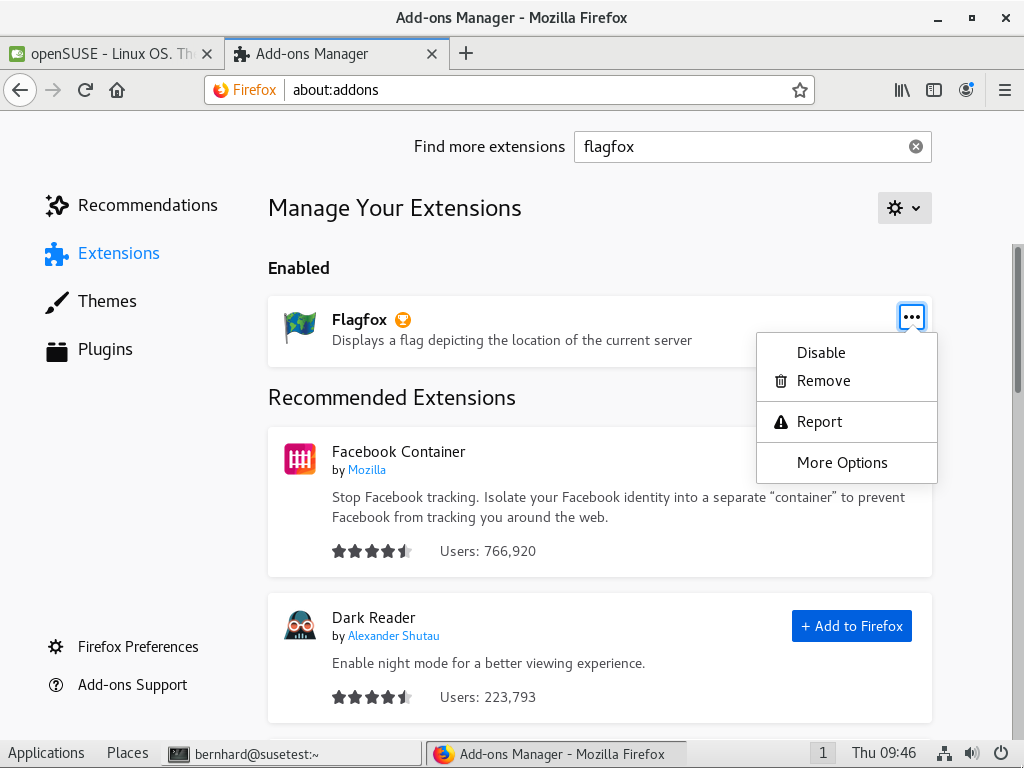 Add-ons Manager - Mozilla Firefox
openSUSE - Linux OS. Th
Add-ons Manager
Firefox
about:addons
Find more extensions
flagfox
Recommendations
Extensions
Themes
Plugins
Manage Your Extensions
Enabled
Flagfox
Displays a flag depicting the location of the current server
Disable
Remove
Report
More Options
Recommended Extensions
Facebook Container
by Mozilla
Stop Facebook tracking. Isolate your Facebook identity into a separate “container” to prevent
Facebook from tracking you around the web.
Users: 766,920
Dark Reader
by Alexander Shutau
+ Add to Firefox
Enable night mode for a better viewing experience.
Users: 223,793
Firefox Preferences
Add-ons Support
Applications
Places
bernhard@susetest:~
Add-ons Manager - Mozilla Firefox
1
Thu 09:46